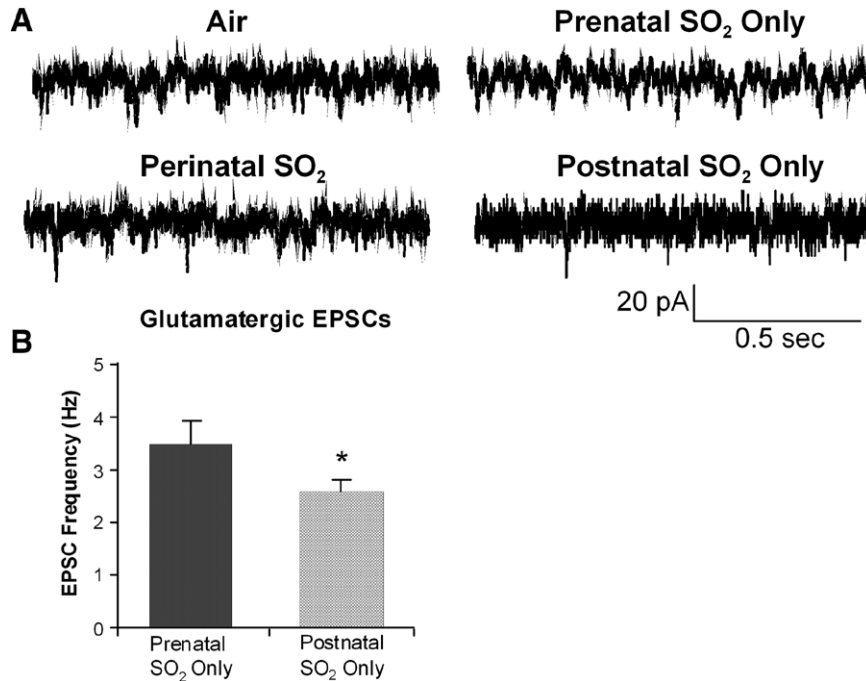 A
Air
Prenatal SO₂ Only
Perinatal SO₂
Postnatal SO₂ Only
20 pA
0.5 sec
Glutamatergic EPSCs
B
EPSC Frequency (Hz)
5
4
3
2
1
0
*
Prenatal
SO₂ Only
Postnatal
SO₂ Only